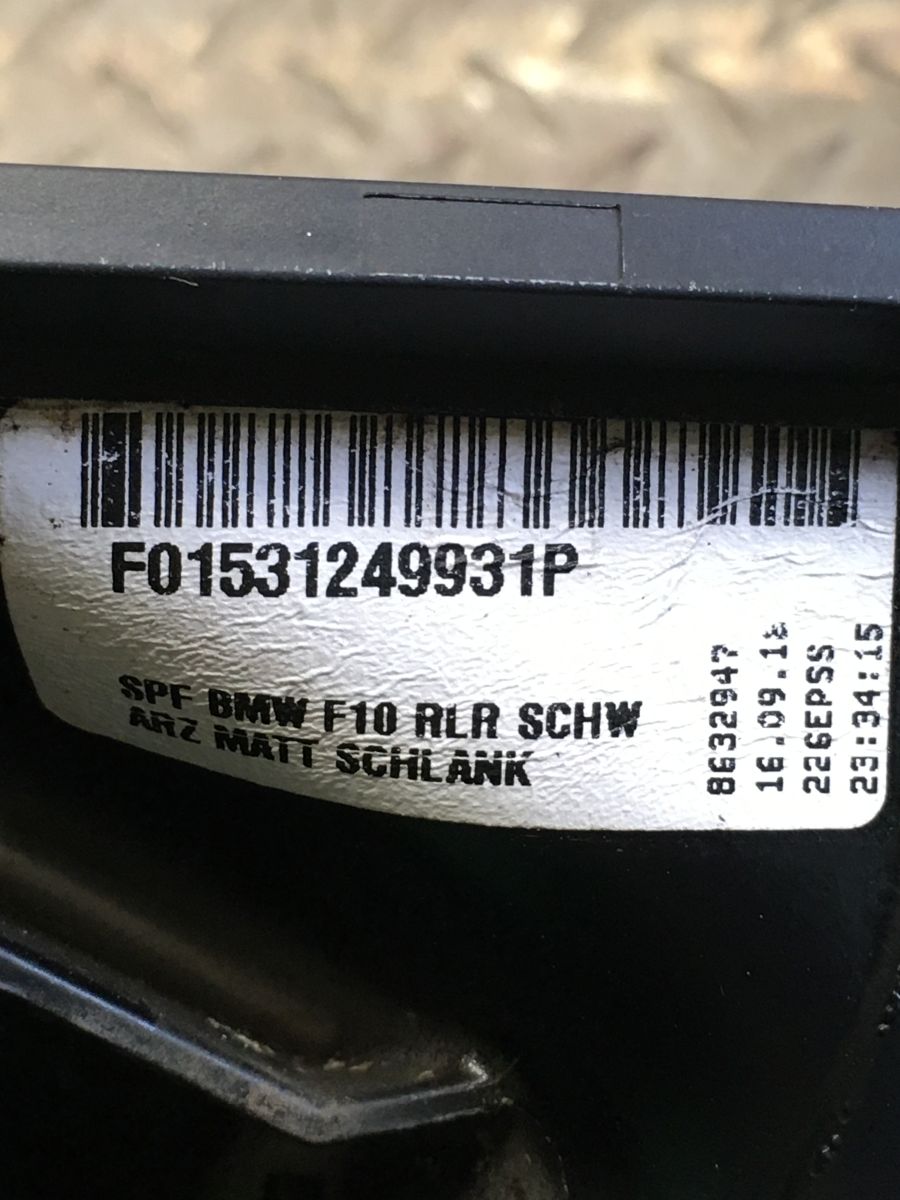 F01531249931P
SPF BMW F10 RLR SCHW
ARZ MATT SCHLANK
8632947
16.09.18
226EPSS
23:34:15